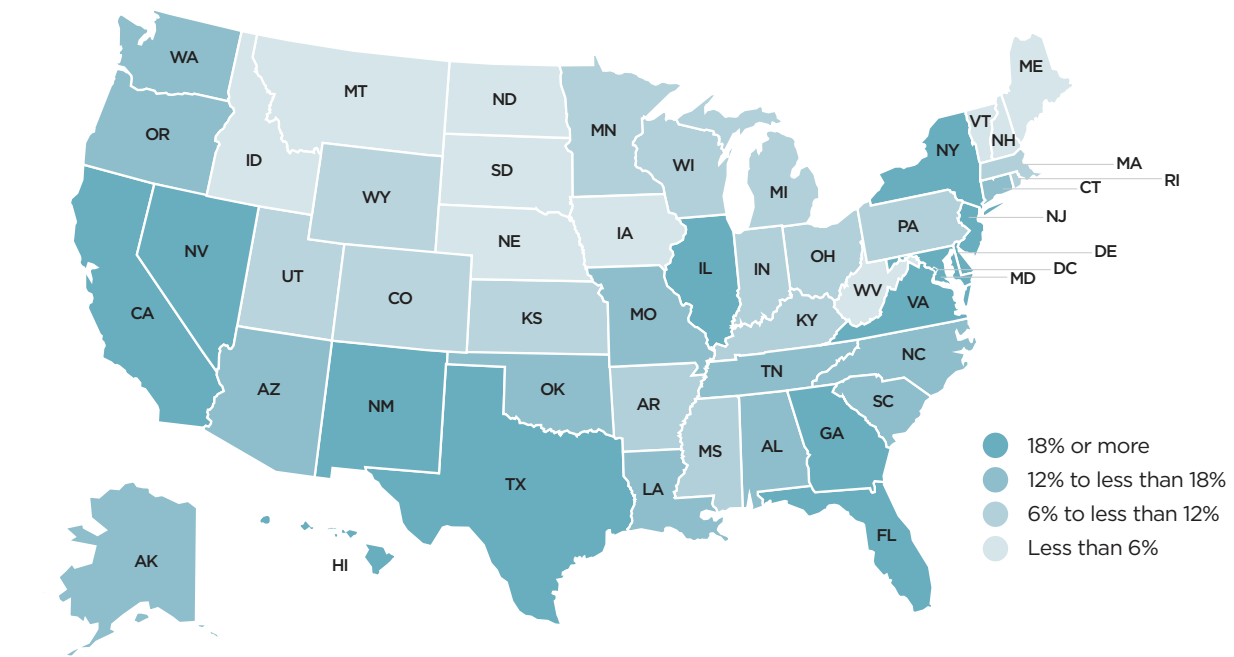 ME
WA
MT
ND
VT
MN
OR
NH
NY
ID
WI
MA
SD
RI
MI
CT
WY
NJ
PA
IA
NE
NV
DE
OH
IL
IN
DC
UT
MD
WV
CO
VA
CA
MO
KS
KY
NC
TN
AZ
OK
SC
NM
AR
GA
AL
MS
18% or more
12% to less than 18%
TX
LA
6% to less than 12%
FL
Less than 6%
AK
HI